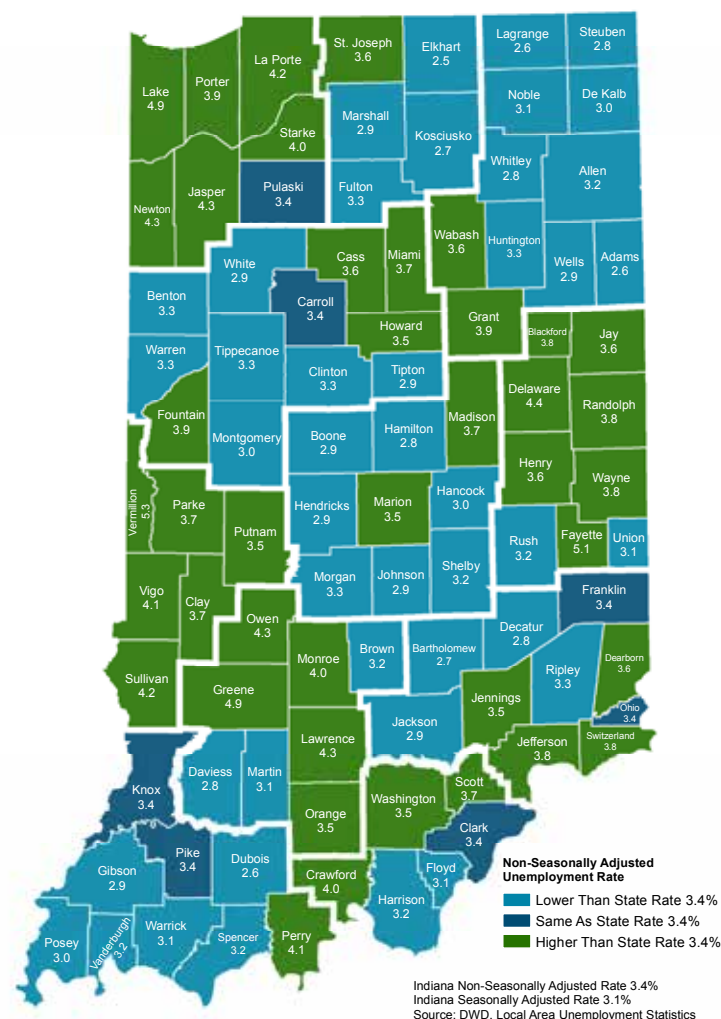 Lagrange
2.6
Steuben
2.8
St. Joseph
3.6
Elkhart
2.5
La Porte
4.2
Porter
3.9
Lake
4.9
Noble
3.1
De Kalb
3.0
Marshall
2.9
Kosciusko
2.7
Starke
4.0
Whitley
2.8
Allen
3.2
Pulaski
3.4
Fulton
3.3
Jasper
4.3
Newton
4.3
Wabash
3.6
Huntington
3.3
Wells
2.9
Adams
2.6
White
2.9
Cass
3.6
Miami
3.7
Benton
3.3
Carroll
3.4
Grant
3.9
Howard
3.5
Blackford
3.8
Jay
3.6
Warren
3.3
Tippecanoe
3.3
Clinton
3.3
Tipton
2.9
Delaware
4.4
Randolph
3.8
Fountain
3.9
Madison
3.7
Montgomery
3.0
Boone
2.9
Hamilton
2.8
Henry
3.6
Wayne
3.8
Vermillion
5.3
Parke
3.7
Hendricks
2.9
Marion
3.5
Hancock
3.0
Putnam
3.5
Rush
3.2
Fayette
5.1
Union
3.1
Vigo
4.1
Clay
3.7
Morgan
3.3
Johnson
2.9
Shelby
3.2
Franklin
3.4
Owen
4.3
Decatur
2.8
Sullivan
4.2
Greene
4.9
Monroe
4.0
Brown
3.2
Bartholomew
2.7
Ripley
3.3
Dearborn
3.6
Jennings
3.5
Ohio
3.4
Jackson
2.9
Lawrence
4.3
Jefferson
3.8
Switzerland
3.8
Knox
3.4
Daviess
2.8
Martin
3.1
Orange
3.5
Washington
3.5
Scott
3.7
Clark
3.4
Pike
3.4
Dubois
2.6
Gibson
2.9
Crawford
4.0
Floyd
3.1
Harrison
3.2
Posey
3.0
Vanderburgh
3.2
Warrick
3.1
Spencer
3.2
Perry
4.1
Non-Seasonally Adjusted
Unemployment Rate
Lower Than State Rate 3.4%
Same As State Rate 3.4%
Higher Than State Rate 3.4%
Indiana Non-Seasonally Adjusted Rate 3.4%
Indiana Seasonally Adjusted Rate 3.1%
Source: DWD, Local Area Unemployment Statistics